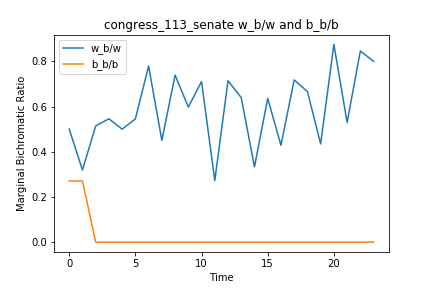 congress_113_senate w_b/w and b_b/b
w_b/w
b_b/b
Marginal Bichromatic Ratio
0.8
0.6
0.4
0.2
0.0
0 5 10 15 20
Time